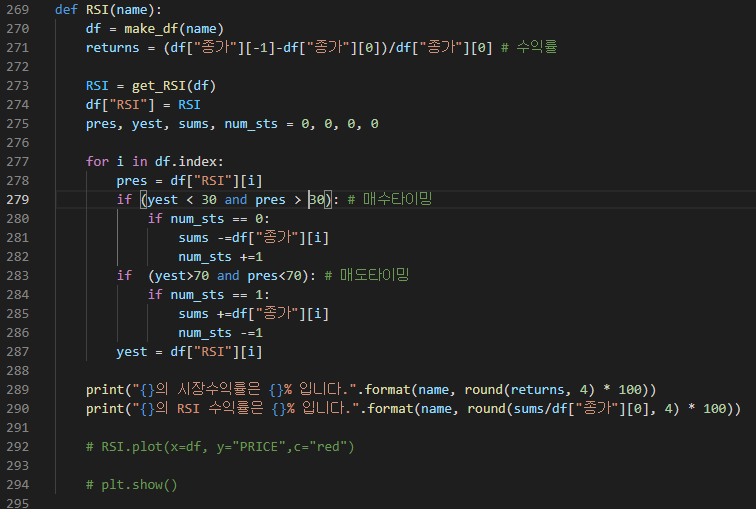 269 def RSI(name):
270     df = make_df(name)
271     returns = (df["종가"][-1]-df["종가"][0])/df["종가"][0] # 수익률
272
273     RSI = get_RSI(df)
274     df["RSI"] = RSI
275     pres, yest, sums, num_sts = 0, 0, 0, 0
276
277     for i in df.index:
278         pres = df["RSI"][i]
279         if (yest < 30 and pres > 30): # 매수타이밍
280             if num_sts == 0:
281                 sums -=df["종가"][i]
282                 num_sts +=1
283         if  (yest>70 and pres<70): # 매도타이밍
284             if num_sts == 1:
285                 sums +=df["종가"][i]
286                 num_sts -=1
287         yest = df["RSI"][i]
288
289     print("{}의 시장수익률은 {}% 입니다.".format(name, round(returns, 4) * 100))
290     print("{}의 RSI 수익률은 {}% 입니다.".format(name, round(sums/df["종가"][0], 4) * 100))
291
292     # RSI.plot(x=df, y="PRICE",c="red")
293
294     # plt.show()
295